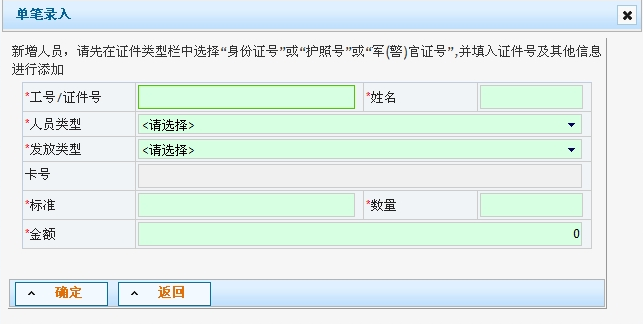 单笔录入
新增人员，请先在证件类型栏中选择“身份证号”或“护照号”或“军(警)官证号”,并填入证件号及其他信息
进行添加
*工号/证件号 *姓名
*人员类型 <请选择>
*发放类型 <请选择>
卡号
*标准 *数量
*金额 0
确定 返回